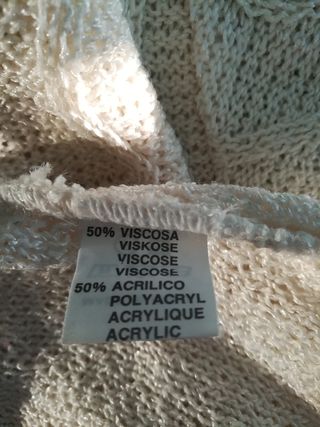 50% VISCOSA
VISKOSE
VISCOSE
VISCOSE
50% ACRILICO
POLYACRYL
ACRYLIQUE
ACRYLIC